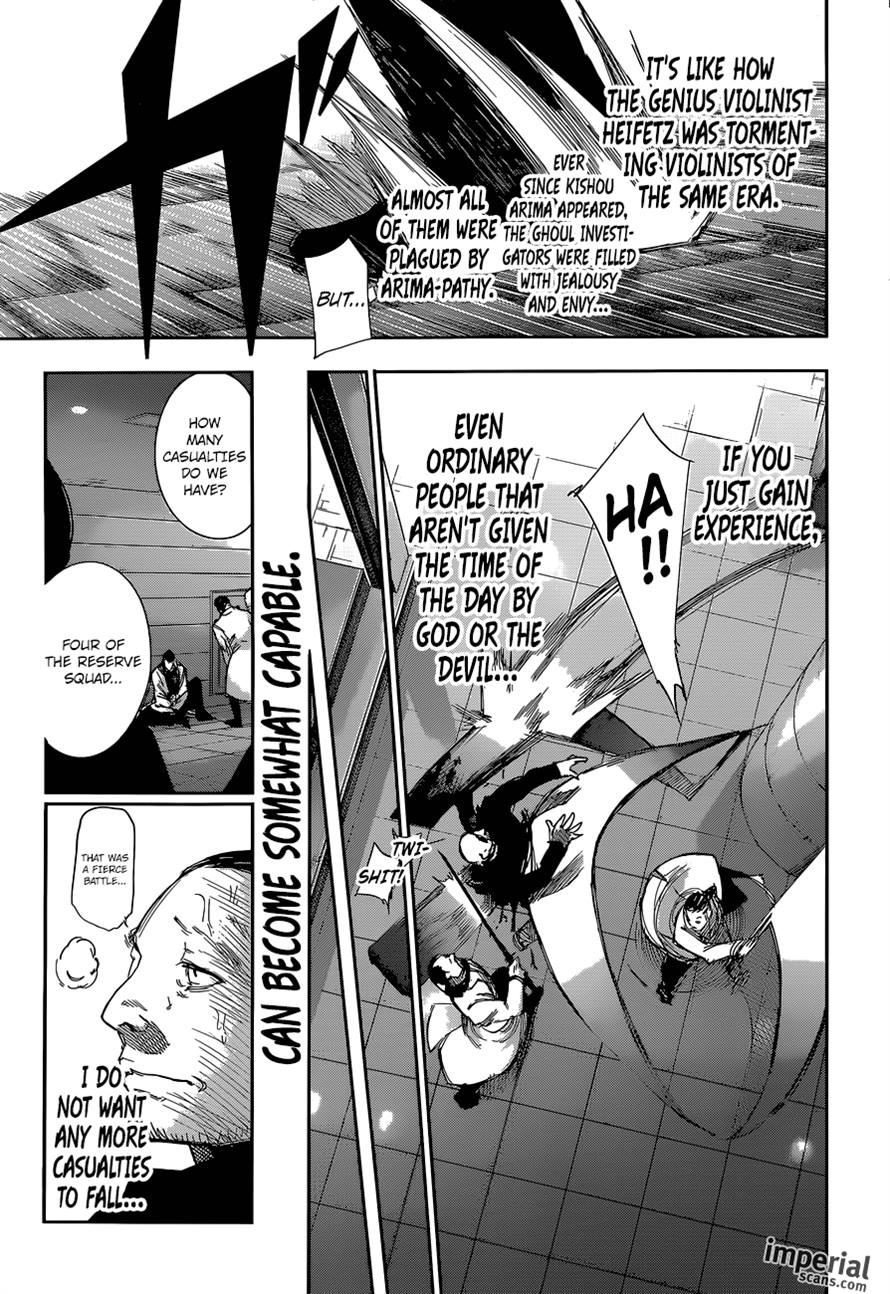 IT'S LIKE HOW
THE GENIUS VIOLINIST
HEIFETZ WAS TORMENT-
ING VIOLINISTS OF
THE SAME ERA.
EVER
SINCE KISHOU
ARIMA APPEARED,
THE GHOUL INVESTI-
GATORS WERE FILLED
WITH JEALOUSY
AND ENVY...
ALMOST ALL
OF THEM WERE
PLAGUED BY
ARIMA-PATHY.
BUT...
ガガッ
IF YOU
JUST GAIN
EXPERIENCE,
HA
!!
EVEN
ORDINARY
PEOPLE THAT
AREN'T GIVEN
THE TIME OF
THE DAY BY
GOD OR THE
DEVIL...
TWI-
SHIT!
CAN BECOME SOMEWHAT CAPABLE.
HOW
MANY
CASUALTIES
DO WE
HAVE?
FOUR OF
THE RESERVE
SQUAD...
THAT WAS
A FIERCE
BATTLE...
I DO
NOT WANT
ANY MORE
CASUALTIES
TO FALL...
imperial
scans.com